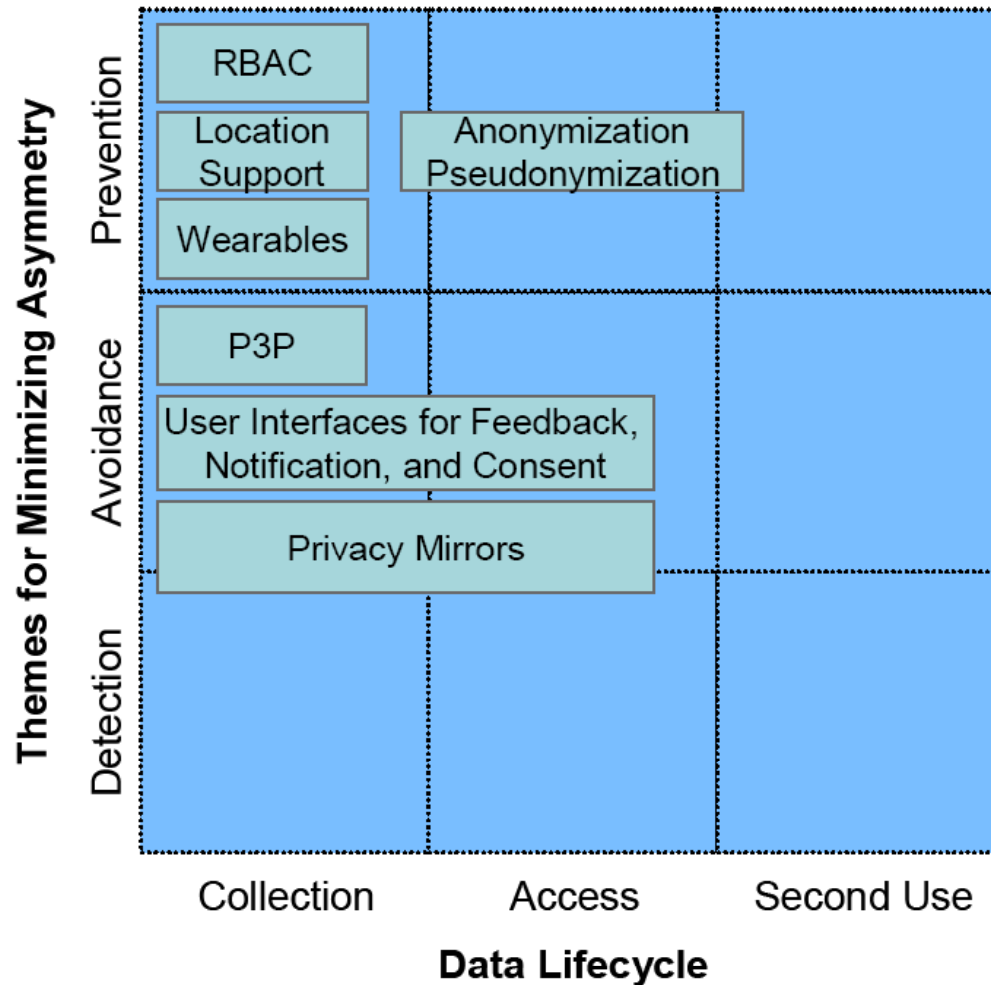 Themes for Minimizing Asymmetry
Prevention
RBAC
Location
Support
Anonymization
Pseudonymization
Wearables
Avoidance
P3P
User Interfaces for Feedback,
Notification, and Consent
Privacy Mirrors
Detection
Collection
Access
Second Use
Data Lifecycle